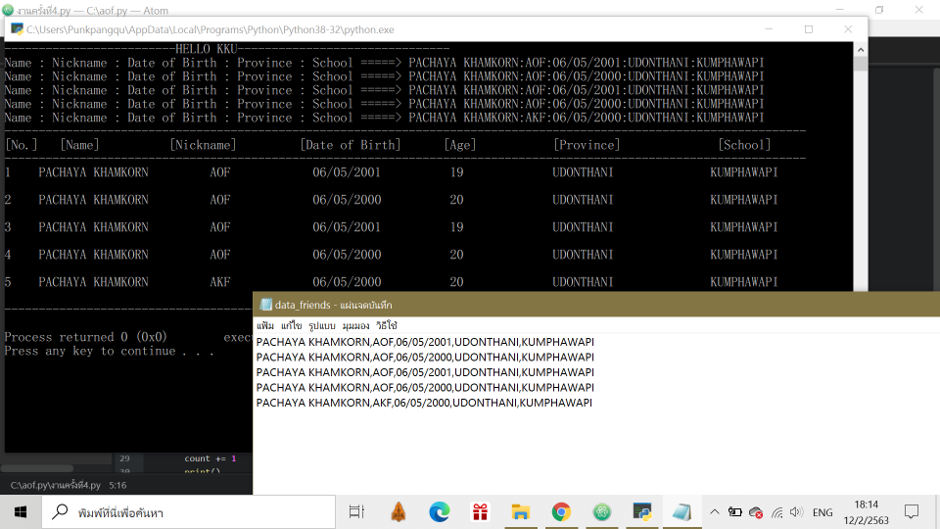 งานครั้งที่4.py — C:\aof.py — Atom
C:\Users\Punkpangqu\AppData\Local\Programs\Python\Python38-32\python.exe
-------------------------HELLO KKU-------------------------------
Name : Nickname : Date of Birth : Province : School =====> PACHAYA KHAMKORN:AOF:06/05/2001:UDONTHANI:KUMPHAWAPI
Name : Nickname : Date of Birth : Province : School =====> PACHAYA KHAMKORN:AOF:06/05/2000:UDONTHANI:KUMPHAWAPI
Name : Nickname : Date of Birth : Province : School =====> PACHAYA KHAMKORN:AOF:06/05/2001:UDONTHANI:KUMPHAWAPI
Name : Nickname : Date of Birth : Province : School =====> PACHAYA KHAMKORN:AOF:06/05/2000:UDONTHANI:KUMPHAWAPI
Name : Nickname : Date of Birth : Province : School =====> PACHAYA KHAMKORN:AKF:06/05/2000:UDONTHANI:KUMPHAWAPI
[No.] [Name] [Nickname] [Date of Birth] [Age] [Province] [School]
1 PACHAYA KHAMKORN AOF 06/05/2001 19 UDONTHANI KUMPHAWAPI
2 PACHAYA KHAMKORN AOF 06/05/2000 20 UDONTHANI KUMPHAWAPI
3 PACHAYA KHAMKORN AOF 06/05/2001 19 UDONTHANI KUMPHAWAPI
4 PACHAYA KHAMKORN AOF 06/05/2000 20 UDONTHANI KUMPHAWAPI
5 PACHAYA KHAMKORN AKF 06/05/2000 20 UDONTHANI KUMPHAWAPI
Process returned 0 (0x0) exec
Press any key to continue . . .
data_friends - แผ่นจดบันทึก
แฟ้ม แก้ไข รูปแบบ มุมมอง วิธีใช้
PACHAYA KHAMKORN,AOF,06/05/2001,UDONTHANI,KUMPHAWAPI
PACHAYA KHAMKORN,AOF,06/05/2000,UDONTHANI,KUMPHAWAPI
PACHAYA KHAMKORN,AOF,06/05/2001,UDONTHANI,KUMPHAWAPI
PACHAYA KHAMKORN,AOF,06/05/2000,UDONTHANI,KUMPHAWAPI
PACHAYA KHAMKORN,AKF,06/05/2000,UDONTHANI,KUMPHAWAPI
29 count += 1
30 print()
C:\aof.py\งานครั้งที่4.py 5:16
พิมพ์ที่นี่เพื่อค้นหา
ENG
18:14
12/2/2563